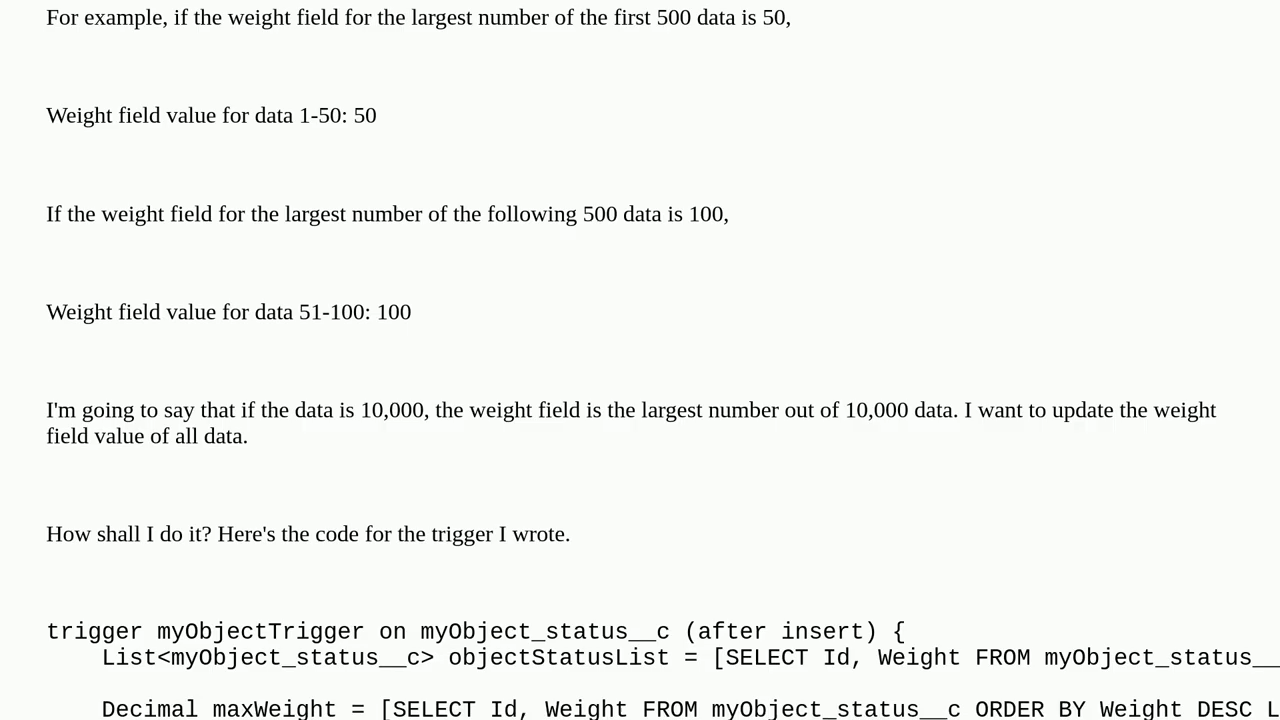 For example, if the weight field for the largest number of the first 500 data is 50,
Weight field value for data 1-50: 50
If the weight field for the largest number of the following 500 data is 100,
Weight field value for data 51-100: 100
I'm going to say that if the data is 10,000, the weight field is the largest number out of 10,000 data. I want to update the weight
field value of all data.
How shall I do it? Here's the code for the trigger I wrote.
trigger myObjectTrigger on myObject_status__c (after insert) {
List<myObject_status__c> objectStatusList = [SELECT Id, Weight FROM myObject_status__
Decimal maxWeight = [SELECT Id, Weight FROM myObject_status__c ORDER BY Weight DESC L